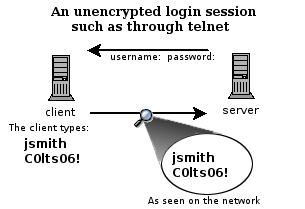 An unencrypted login session
such as through telnet
username: password:
client
server
The client types:
jsmith
C0lts06!
jsmith
C0lts06!
As seen on the network